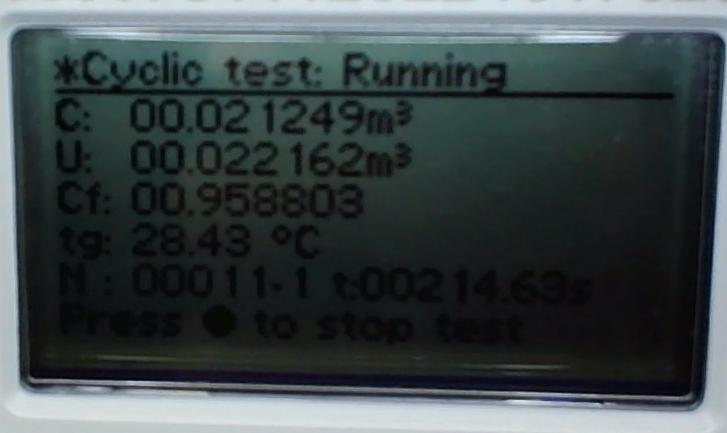 *Cyclic test: Running
C: 00.021249m³
U: 00.022162m³
Cf: 00.958803
tg: 28.43 °C
N : 00011-1 t:00214.63s
Press ● to stop test